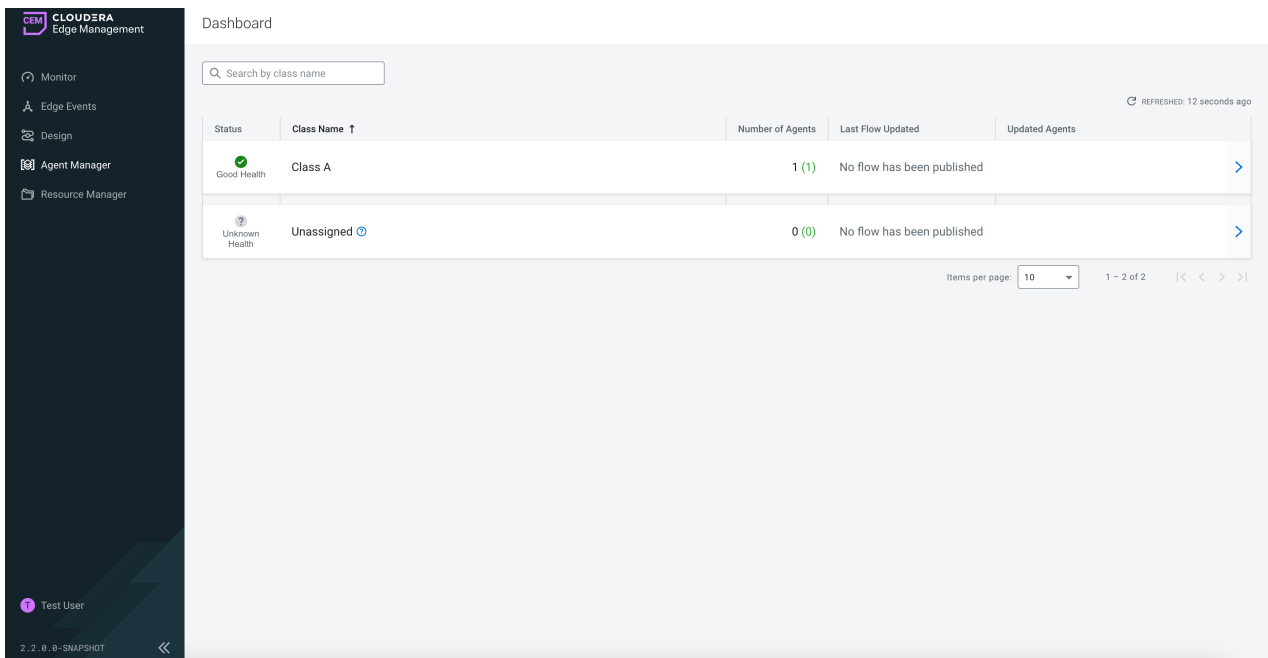 CEM CLOUDERA
Edge Management
Dashboard
Monitor
Edge Events
Design
Agent Manager
Resource Manager
Search by class name
REFRESHED: 12 seconds ago
Status Class Name ↑ Number of Agents Last Flow Updated Updated Agents
Good Health Class A 1 (1) No flow has been published
?
Unknown Health Unassigned ? 0 (0) No flow has been published
Items per page: 10 1 – 2 of 2
T Test User
2.2.0.0-SNAPSHOT